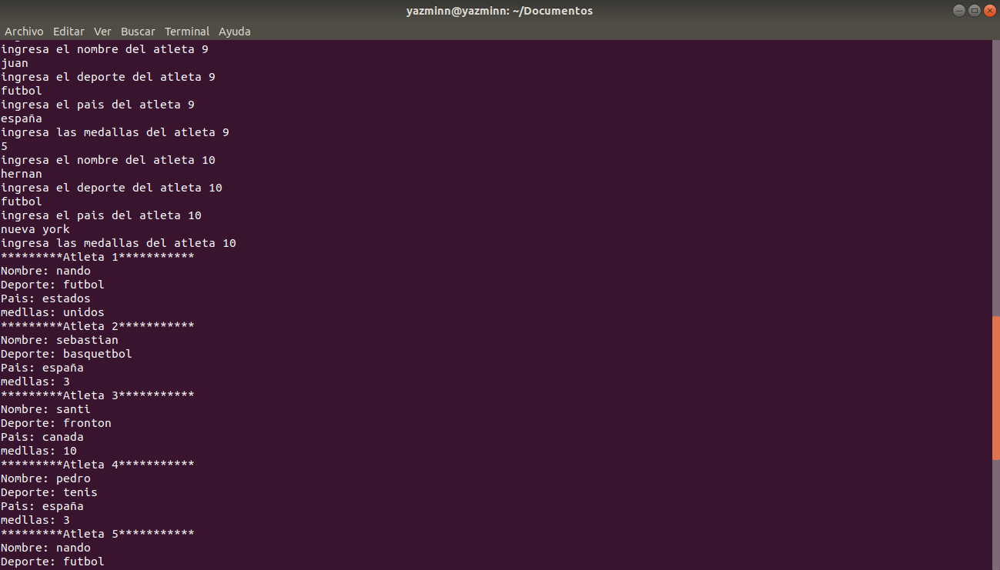 yazminn@yazminn: ~/Documentos
Archivo Editar Ver Buscar Terminal Ayuda
ingresa el nombre del atleta 9
juan
ingresa el deporte del atleta 9
futbol
ingresa el pais del atleta 9
españa
ingresa las medallas del atleta 9
5
ingresa el nombre del atleta 10
hernan
ingresa el deporte del atleta 10
futbol
ingresa el pais del atleta 10
nueva york
ingresa las medallas del atleta 10
*********Atleta 1***********
Nombre: nando
Deporte: futbol
Pais: estados
medllas: unidos
*********Atleta 2***********
Nombre: sebastian
Deporte: basquetbol
Pais: españa
medllas: 3
*********Atleta 3***********
Nombre: santi
Deporte: fronton
Pais: canada
medllas: 10
*********Atleta 4***********
Nombre: pedro
Deporte: tenis
Pais: españa
medllas: 3
*********Atleta 5***********
Nombre: nando
Deporte: futbol